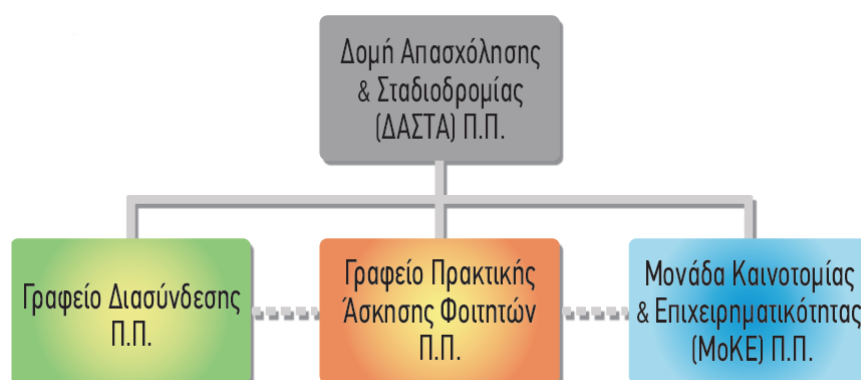 Δομή Απασχόλησης
& Σταδιοδρομίας
(ΔΑΣΤΑ) Π.Π.
Γραφείο Διασύνδεσης
Π.Π.
Γραφείο Πρακτικής
Άσκησης Φοιτητών
Π.Π.
Μονάδα Καινοτομίας
& Επιχειρηματικότητας
(ΜοΚΕ) Π.Π.